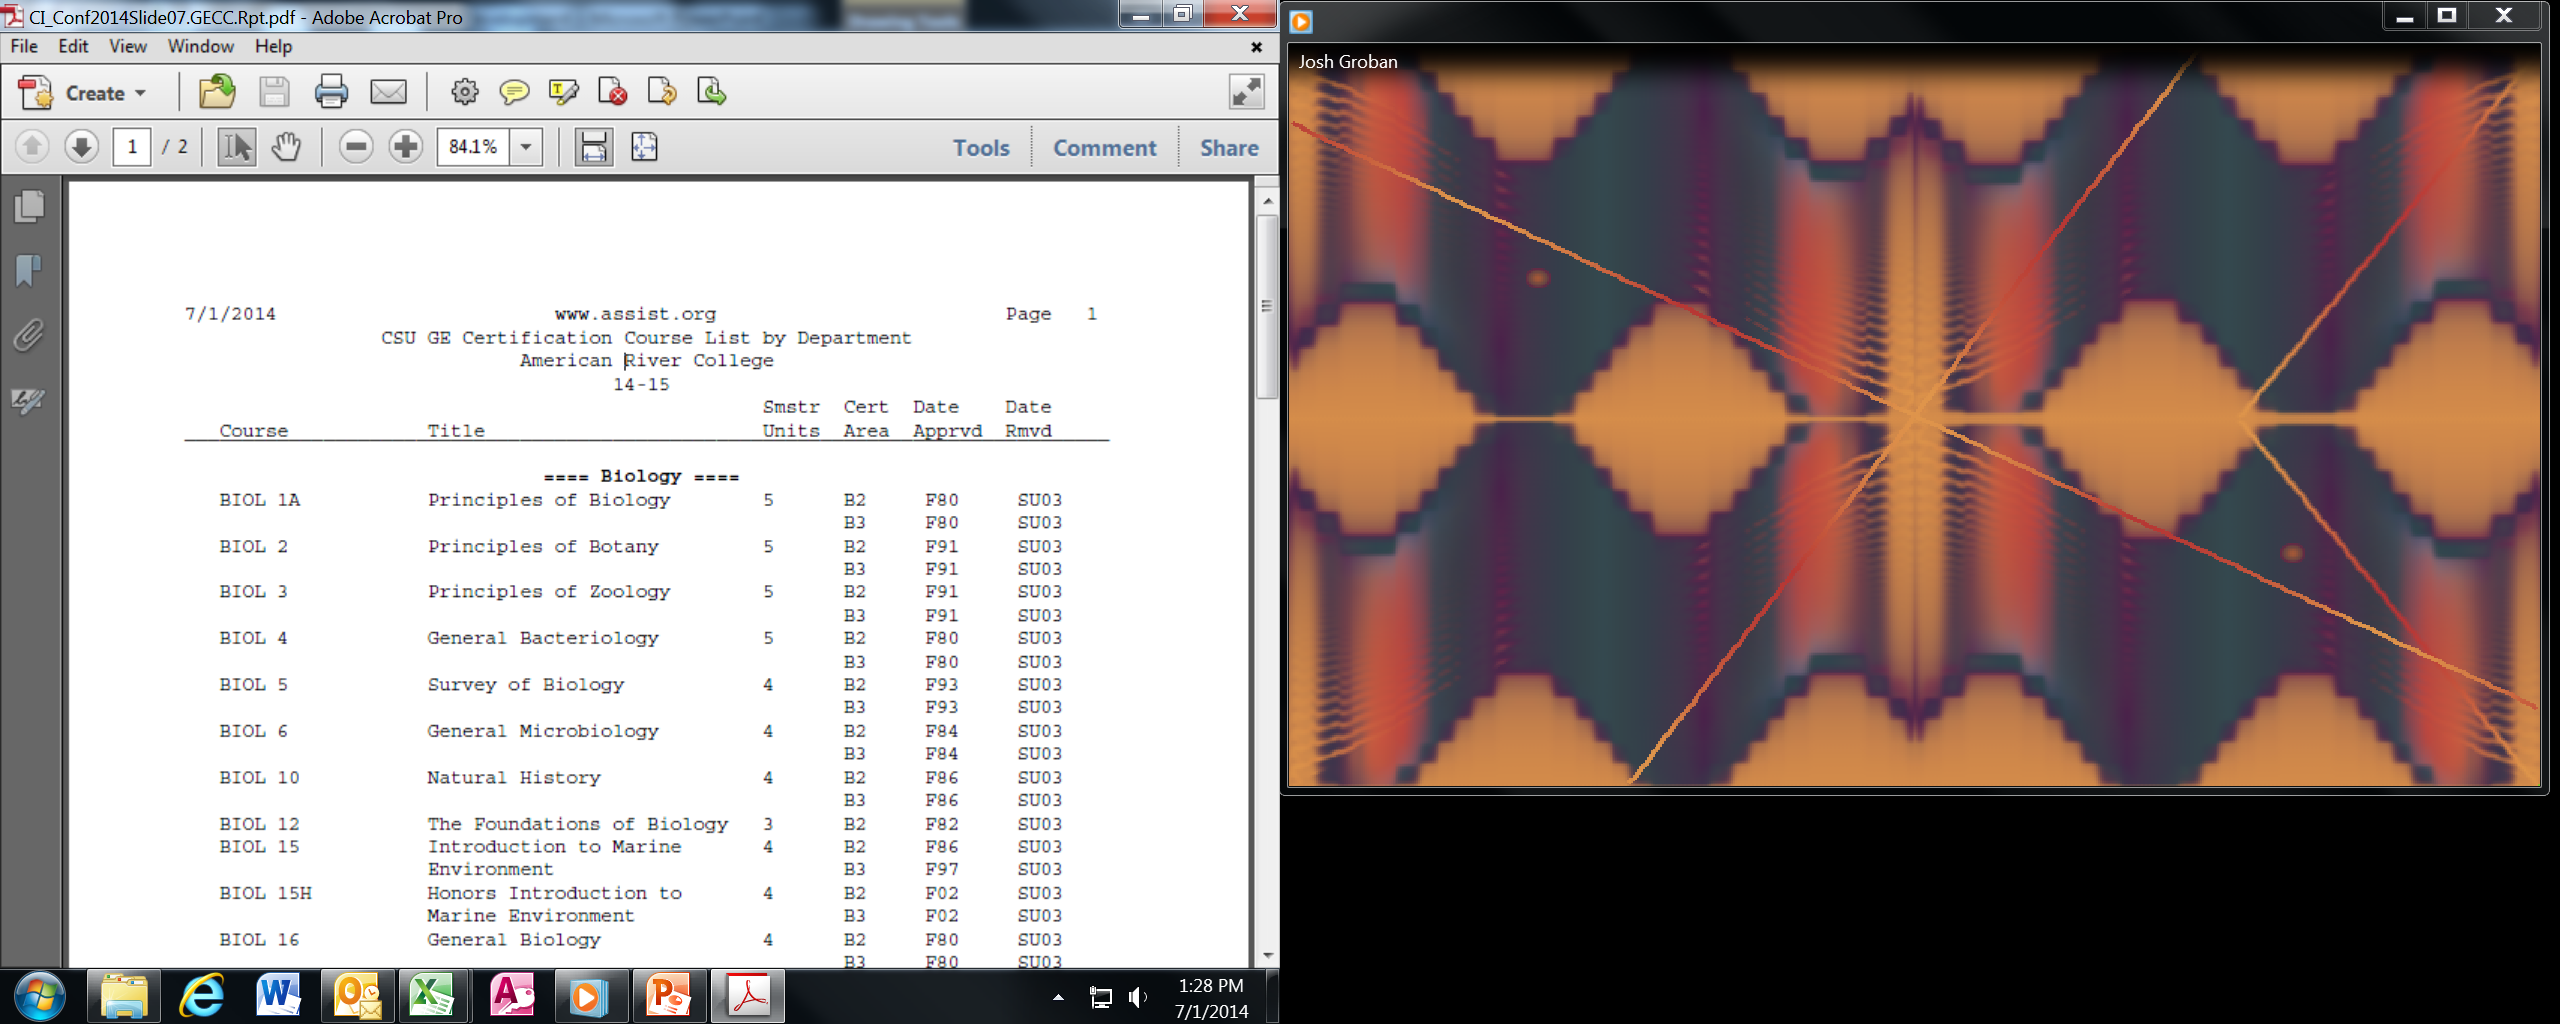 CI_Conf2014Slide07.GECC.Rpt.pdf - Adobe Acrobat Pro
File Edit View Window Help
Create
1 / 2 84.1% Tools Comment Share
7/1/2014 www.assist.org Page 1
CSU GE Certification Course List by Department
American River College
14-15
Smstr Cert Date Date
Course Title Units Area Apprvd Rmvd
==== Biology ====
BIOL 1A Principles of Biology 5 B2 F80 SU03
B3 F80 SU03
BIOL 2 Principles of Botany 5 B2 F91 SU03
B3 F91 SU03
BIOL 3 Principles of Zoology 5 B2 F91 SU03
B3 F91 SU03
BIOL 4 General Bacteriology 5 B2 F80 SU03
B3 F80 SU03
BIOL 5 Survey of Biology 4 B2 F93 SU03
B3 F93 SU03
BIOL 6 General Microbiology 4 B2 F84 SU03
B3 F84 SU03
BIOL 10 Natural History 4 B2 F86 SU03
B3 F86 SU03
BIOL 12 The Foundations of Biology 3 B2 F82 SU03
BIOL 15 Introduction to Marine 4 B2 F86 SU03
Environment B3 F97 SU03
BIOL 15H Honors Introduction to 4 B2 F02 SU03
Marine Environment B3 F02 SU03
BIOL 16 General Biology 4 B2 F80 SU03
B3 F80 SU03
1:28 PM
7/1/2014
Josh Groban